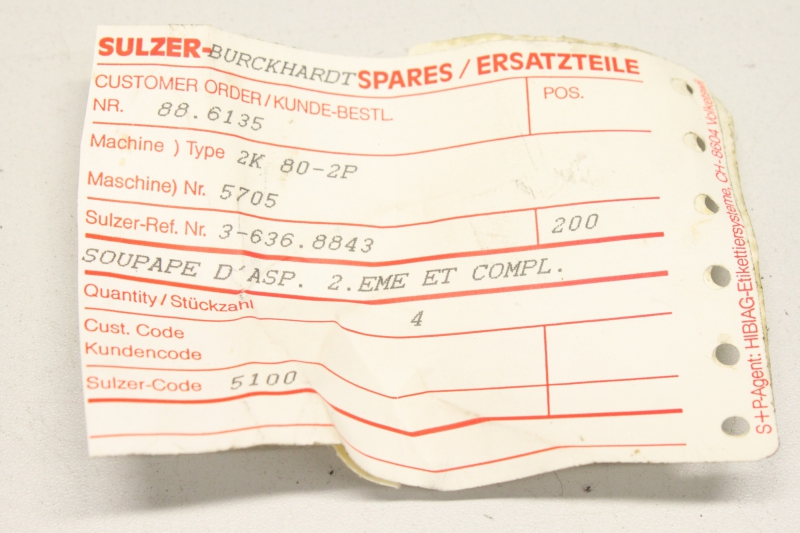 SULZER-BURCKHARDT SPARES / ERSATZTEILE
CUSTOMER ORDER/KUNDE-BESTL. POS.
NR. 88.6135
Machine ) Type 2K 80-2P
Maschine) Nr. 5705
Sulzer-Ref. Nr. 3-636.8843 200
SOUPAPE D'ASP. 2.EME ET COMPL.
Quantity/Stückzahl 4
Cust. Code
Kundencode
Sulzer-Code 5100
S+P-Agent: HIBIAG-Etikettiersysteme, CH-8604 Volketswil